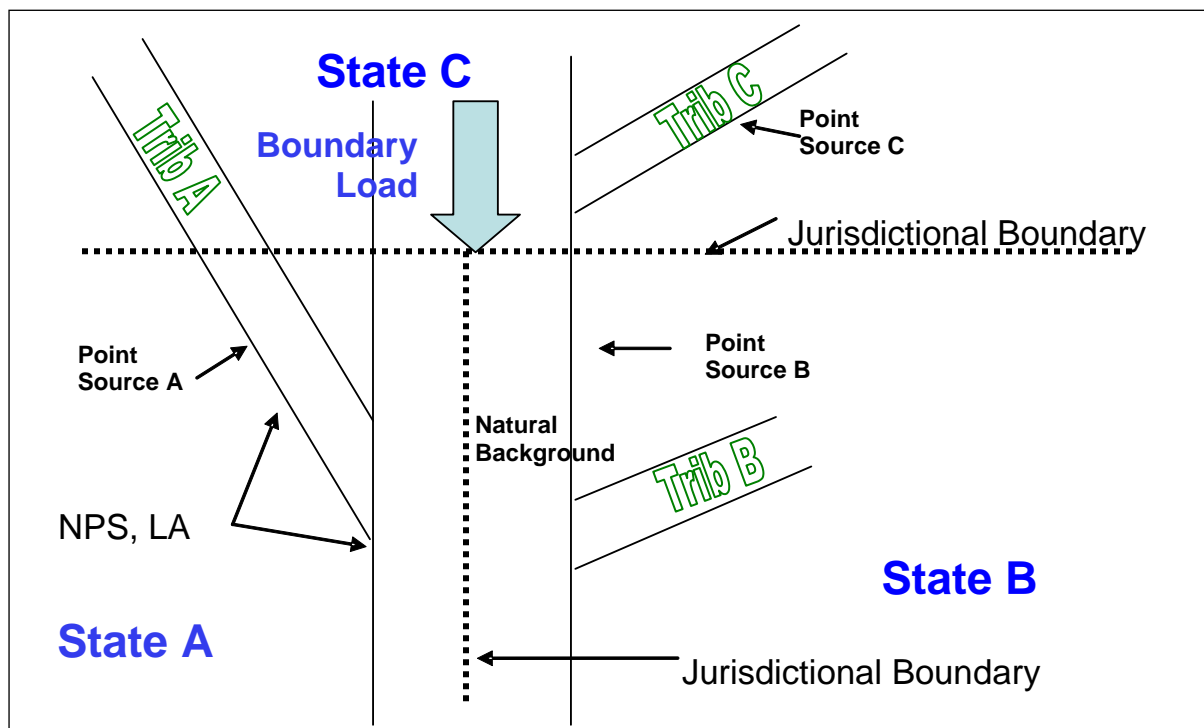 State C
Boundary
Load
Trib A
Trib C
Point
Source C
Jurisdictional Boundary
Point
Source A
Point
Source B
Natural
Background
Trib B
NPS, LA
State B
State A
Jurisdictional Boundary